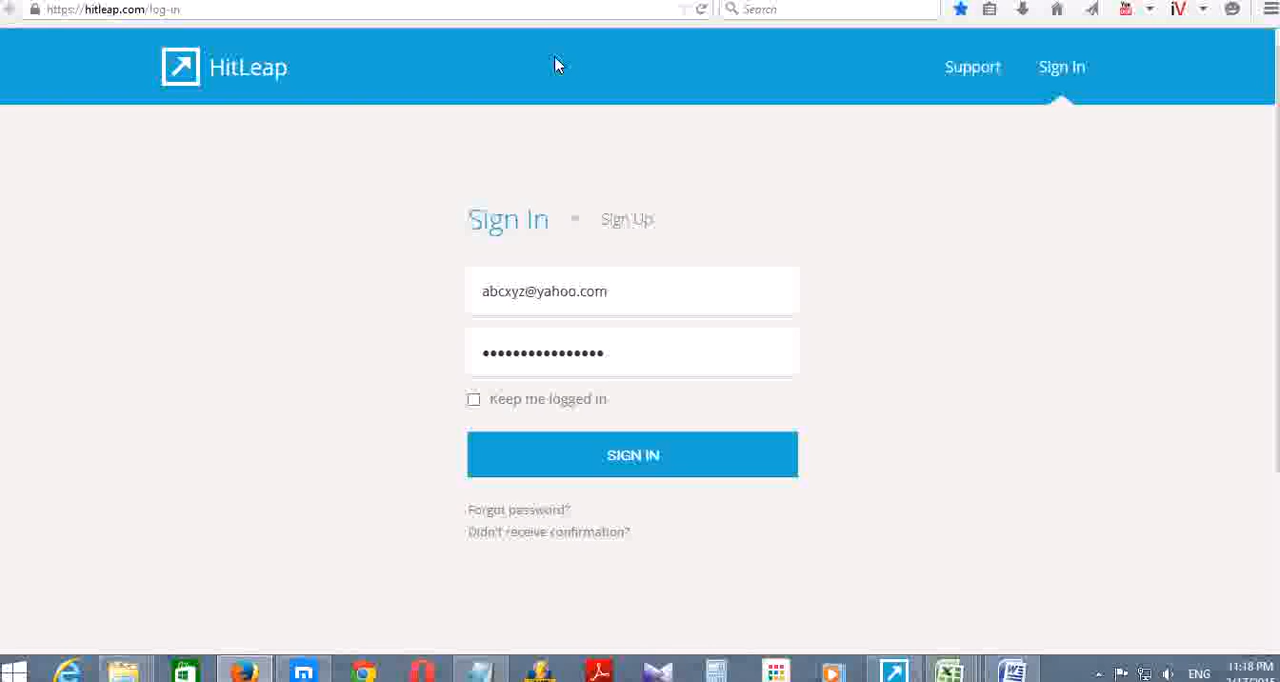 https://hitleap.com/log-in
Search
HitLeap
Support
Sign In
Sign In
Sign Up
abcxyz@yahoo.com
Keep me logged in
SIGN IN
Forgot password?
Didn't receive confirmation?
ENG
11:18 PM